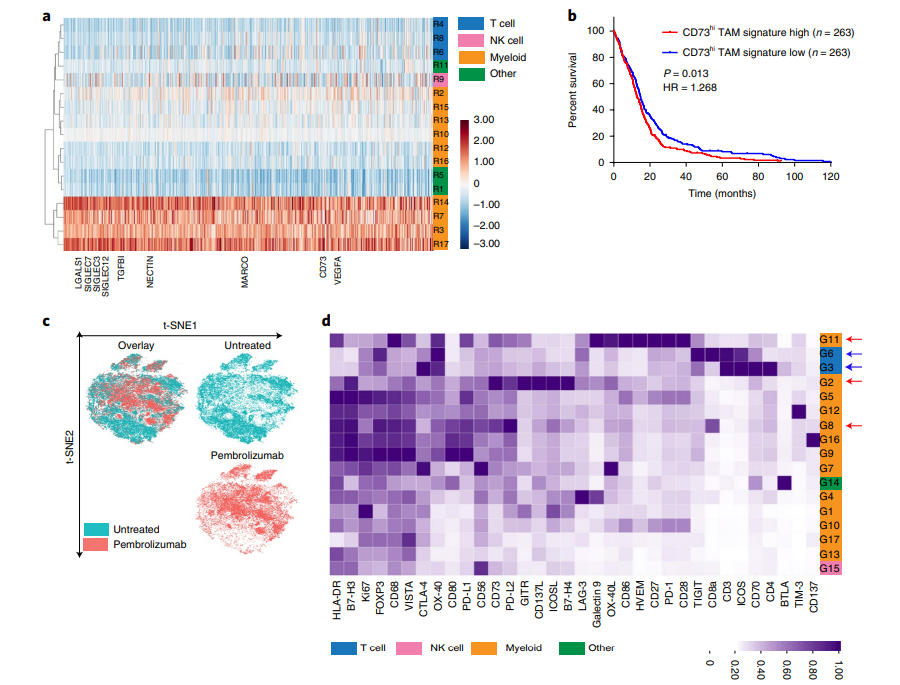 a
R4
R8
R6
R11
R9
R2
R15
R13
R10
R12
R16
R5
R1
R14
R7
R3
R17
T cell
NK cell
Myeloid
Other
3.00
2.00
1.00
0
–1.00
–2.00
–3.00
LGALS1
SIGLEC7
SIGLEC3
SIGLEC12
TGFBI
NECTIN
MARCO
CD73
VEGFA
b
Percent survival
100
80
60
40
20
0
0 20 40 60 80 100 120
Time (months)
CD73hi TAM signature high (n = 263)
CD73hi TAM signature low (n = 263)
P = 0.013
HR = 1.268
c
t-SNE1
t-SNE2
Overlay
Untreated
Pembrolizumab
Untreated
Pembrolizumab
d
G11
G6
G3
G2
G5
G12
G8
G16
G9
G7
G14
G4
G1
G10
G17
G13
G15
HLA-DR
B7-H3
Ki67
FOXP3
CD68
VISTA
CTLA-4
OX-40
CD80
PD-L1
CD56
CD73
PD-L2
GITR
CD137L
ICOSL
B7-H4
LAG-3
Galedin 9
OX-40L
CD86
HVEM
CD27
PD-1
CD28
TIGIT
CD8a
CD3
ICOS
CD70
CD4
BTLA
TIM-3
CD137
T cell
NK cell
Myeloid
Other
0
0.20
0.40
0.60
0.80
1.00